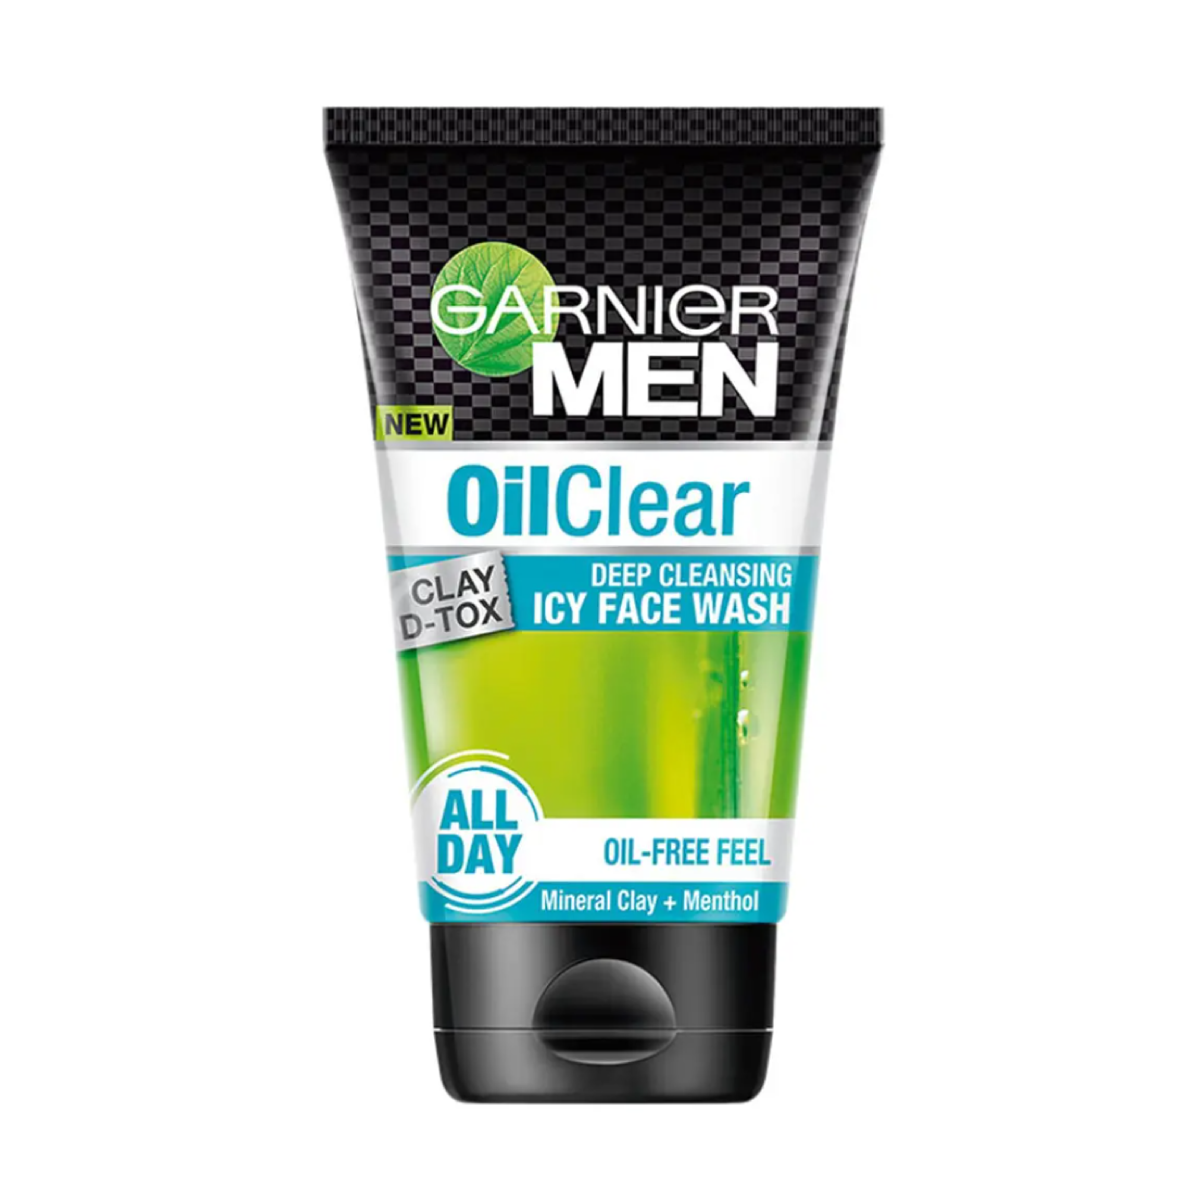 GARNIER
MEN
NEW
OilClear
CLAY
D-TOX
DEEP CLEANSING
ICY FACE WASH
ALL
DAY
OIL-FREE FEEL
Mineral Clay + Menthol